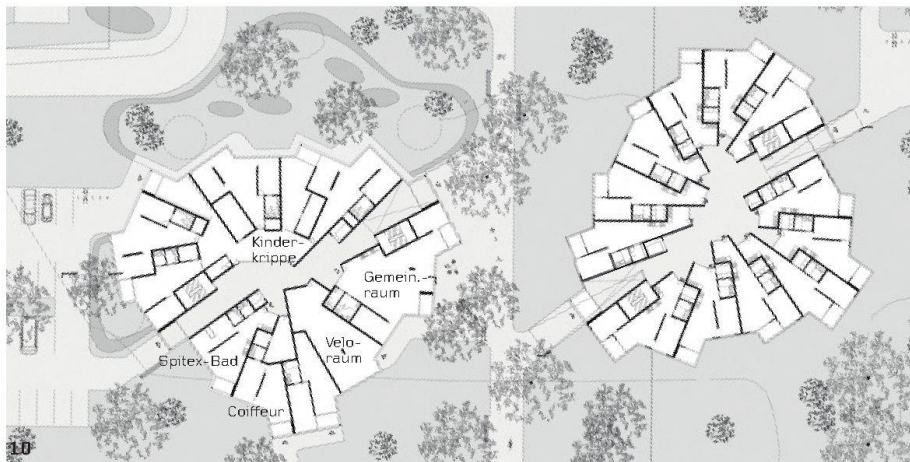 Kinder-
krippe
Gemein.-
raum
Velo-
raum
Spitex-Bad
Coiffeur
10